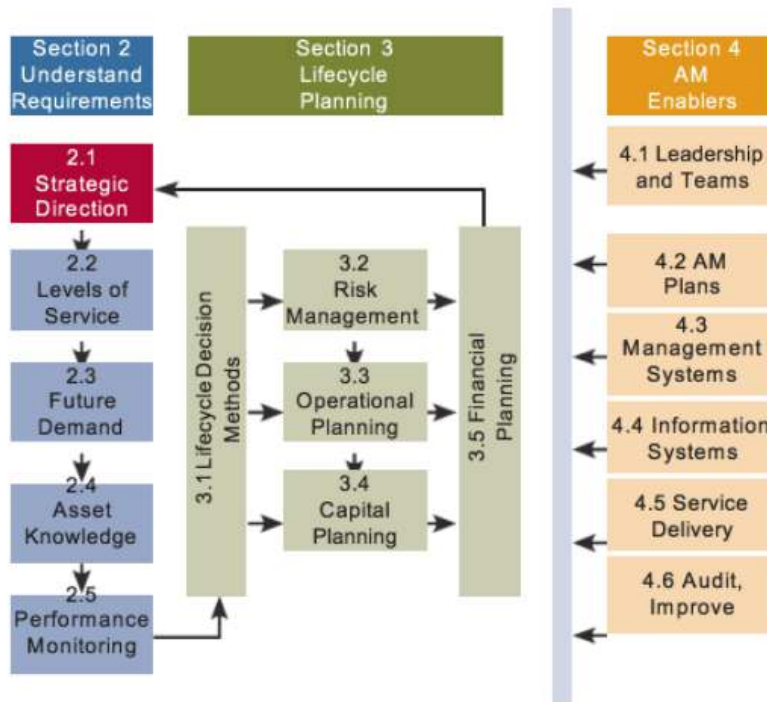 Section 2
Understand
Requirements
Section 3
Lifecycle
Planning
Section 4
AM
Enablers
2.1
Strategic
Direction
2.2
Levels of
Service
2.3
Future
Demand
2.4
Asset
Knowledge
2.5
Performance
Monitoring
3.1 Lifecycle Decision
Methods
3.2
Risk
Management
3.3
Operational
Planning
3.4
Capital
Planning
3.5 Financial
Planning
4.1 Leadership
and Teams
4.2 AM
Plans
4.3
Management
Systems
4.4 Information
Systems
4.5 Service
Delivery
4.6 Audit,
Improve